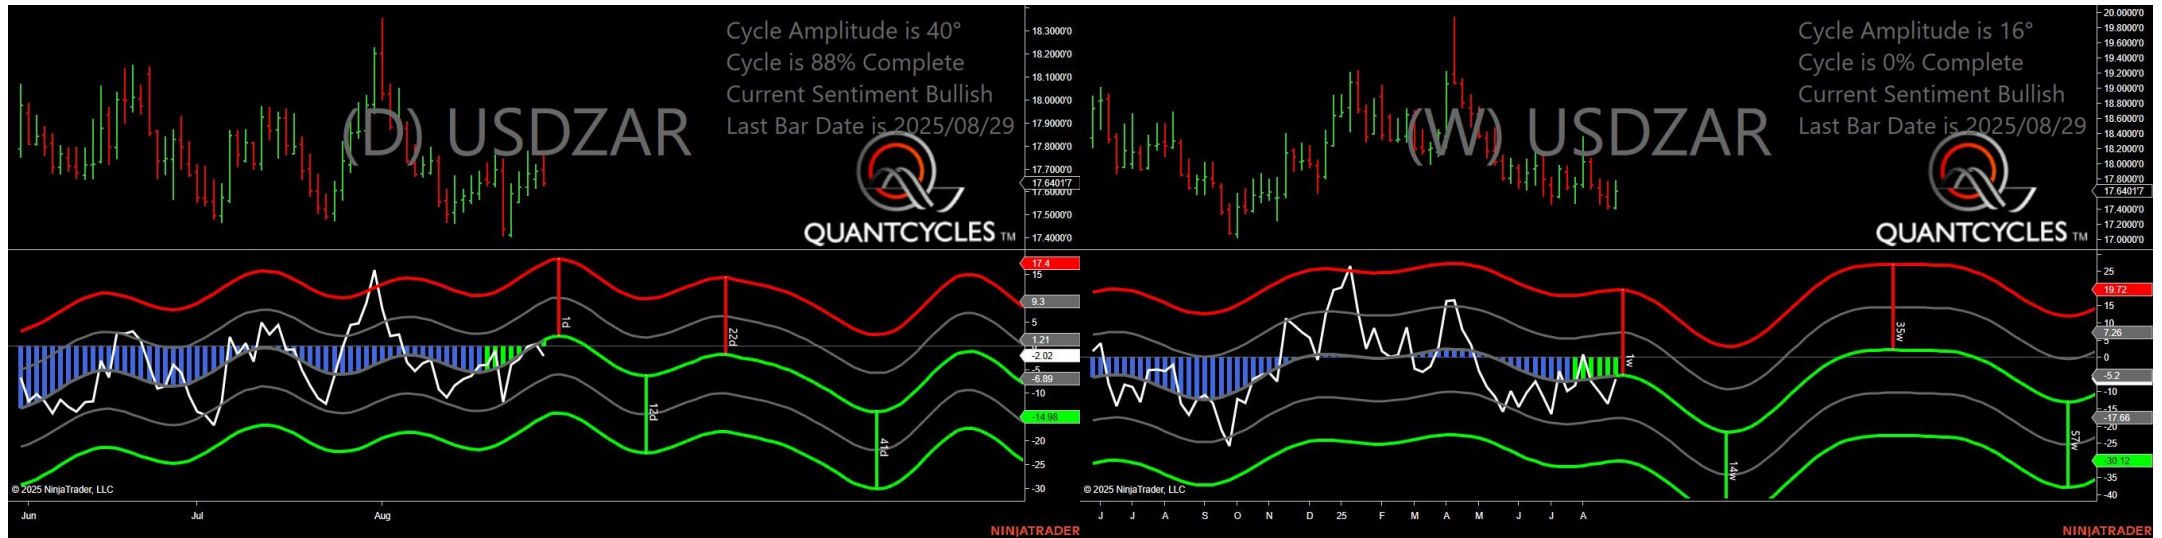 Cycle Amplitude is 40°
Cycle is 88% Complete
Current Sentiment Bullish
Last Bar Date is 2025/08/29
(D) USDZAR
QUANTCYCLES TM
18.3000'0
18.2000'0
18.1000'0
18.0000'0
17.9000'0
17.8000'0
17.7000'0
17.6401'7
17.6000'0
17.5000'0
17.4000'0
17.4
15
9.3
5
1.21
-2.02
-5
-6.89
-10
-14.98
-20
-25
-30
1d
12d
22d
41d
© 2025 NinjaTrader, LLC
Jun
Jul
Aug
NINJATRADER
Cycle Amplitude is 16°
Cycle is 0% Complete
Current Sentiment Bullish
Last Bar Date is 2025/08/29
(W) USDZAR
QUANTCYCLES TM
20.0000'0
19.8000'0
19.6000'0
19.4000'0
19.2000'0
19.0000'0
18.8000'0
18.6000'0
18.4000'0
18.2000'0
18.0000'0
17.8000'0
17.6401'7
17.4000'0
17.2000'0
17.0000'0
25
19.72
15
10
7.26
5
0
-5.2
-10
-15
-17.66
-20
-25
-30.12
-35
-40
1w
14w
35w
57w
© 2025 NinjaTrader, LLC
J
J
A
S
O
N
D
25
F
M
A
M
J
J
A
NINJATRADER